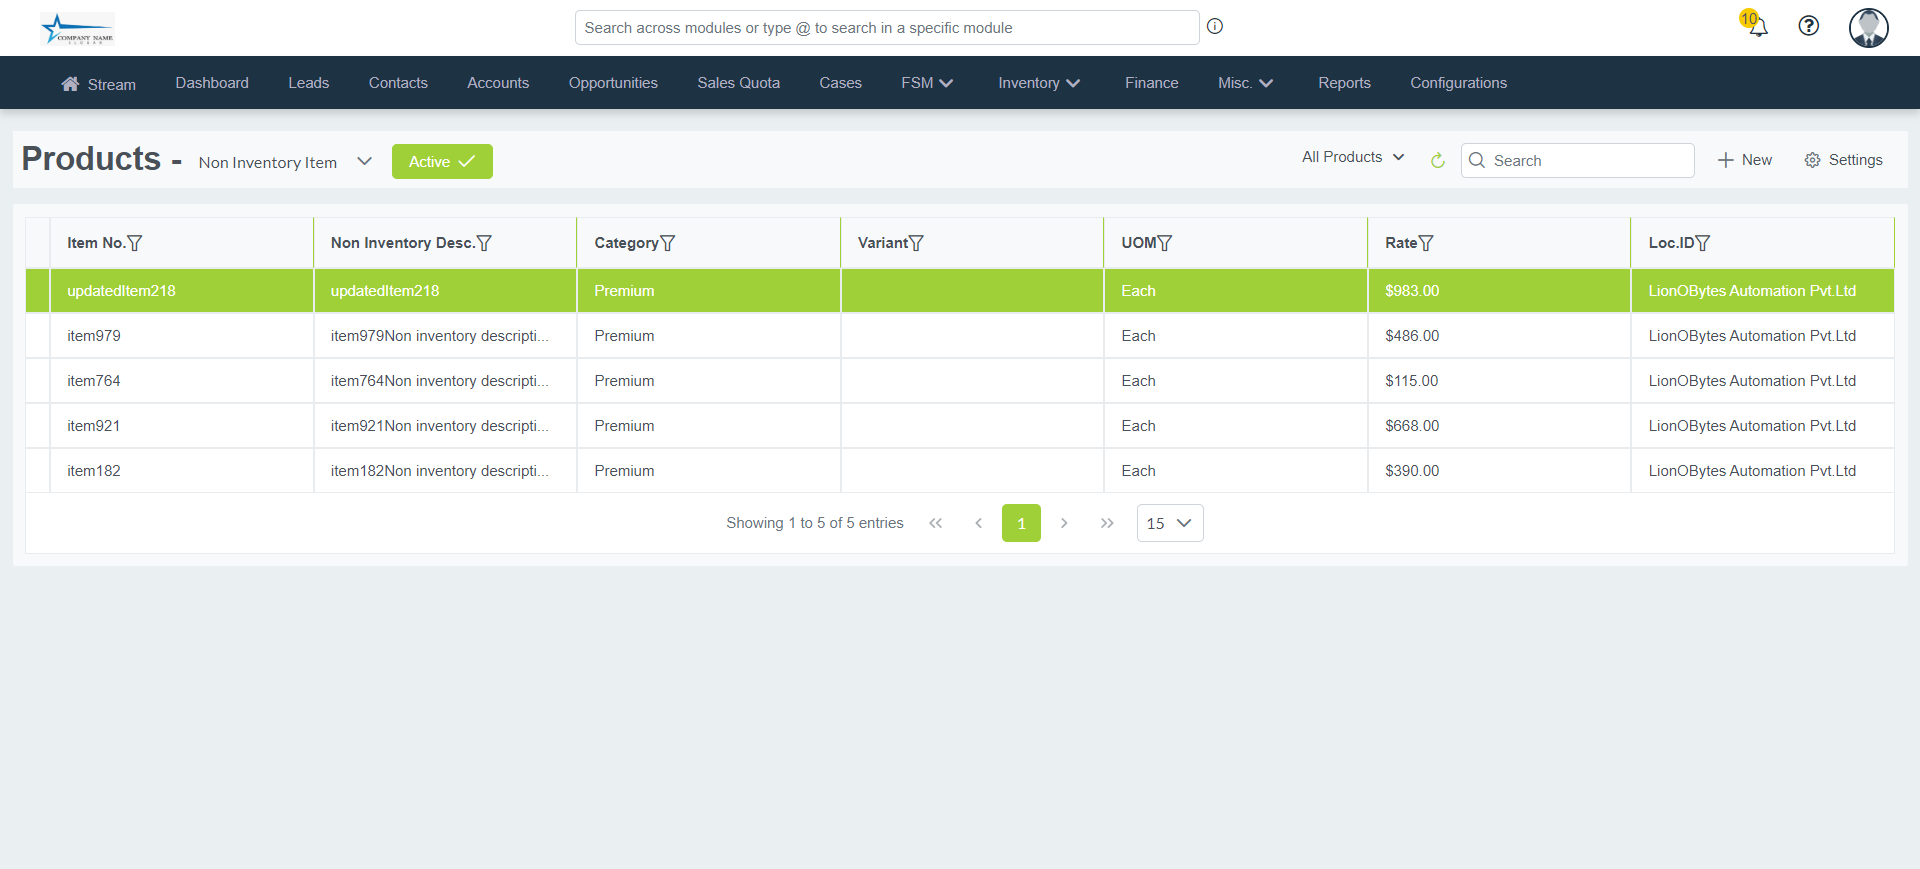 COMPANY NAME
Search across modules or type @ to search in a specific module
10
Stream Dashboard Leads Contacts Accounts Opportunities Sales Quota Cases FSM Inventory Finance Misc. Reports Configurations
Products - Non Inventory Item Active All Products Search New Settings
Item No. Non Inventory Desc. Category Variant UOM Rate Loc.ID
updatedItem218 updatedItem218 Premium Each $983.00 LionOBytes Automation Pvt.Ltd
item979 item979Non inventory descripti... Premium Each $486.00 LionOBytes Automation Pvt.Ltd
item764 item764Non inventory descripti... Premium Each $115.00 LionOBytes Automation Pvt.Ltd
item921 item921Non inventory descripti... Premium Each $668.00 LionOBytes Automation Pvt.Ltd
item182 item182Non inventory descripti... Premium Each $390.00 LionOBytes Automation Pvt.Ltd
Showing 1 to 5 of 5 entries 1 15